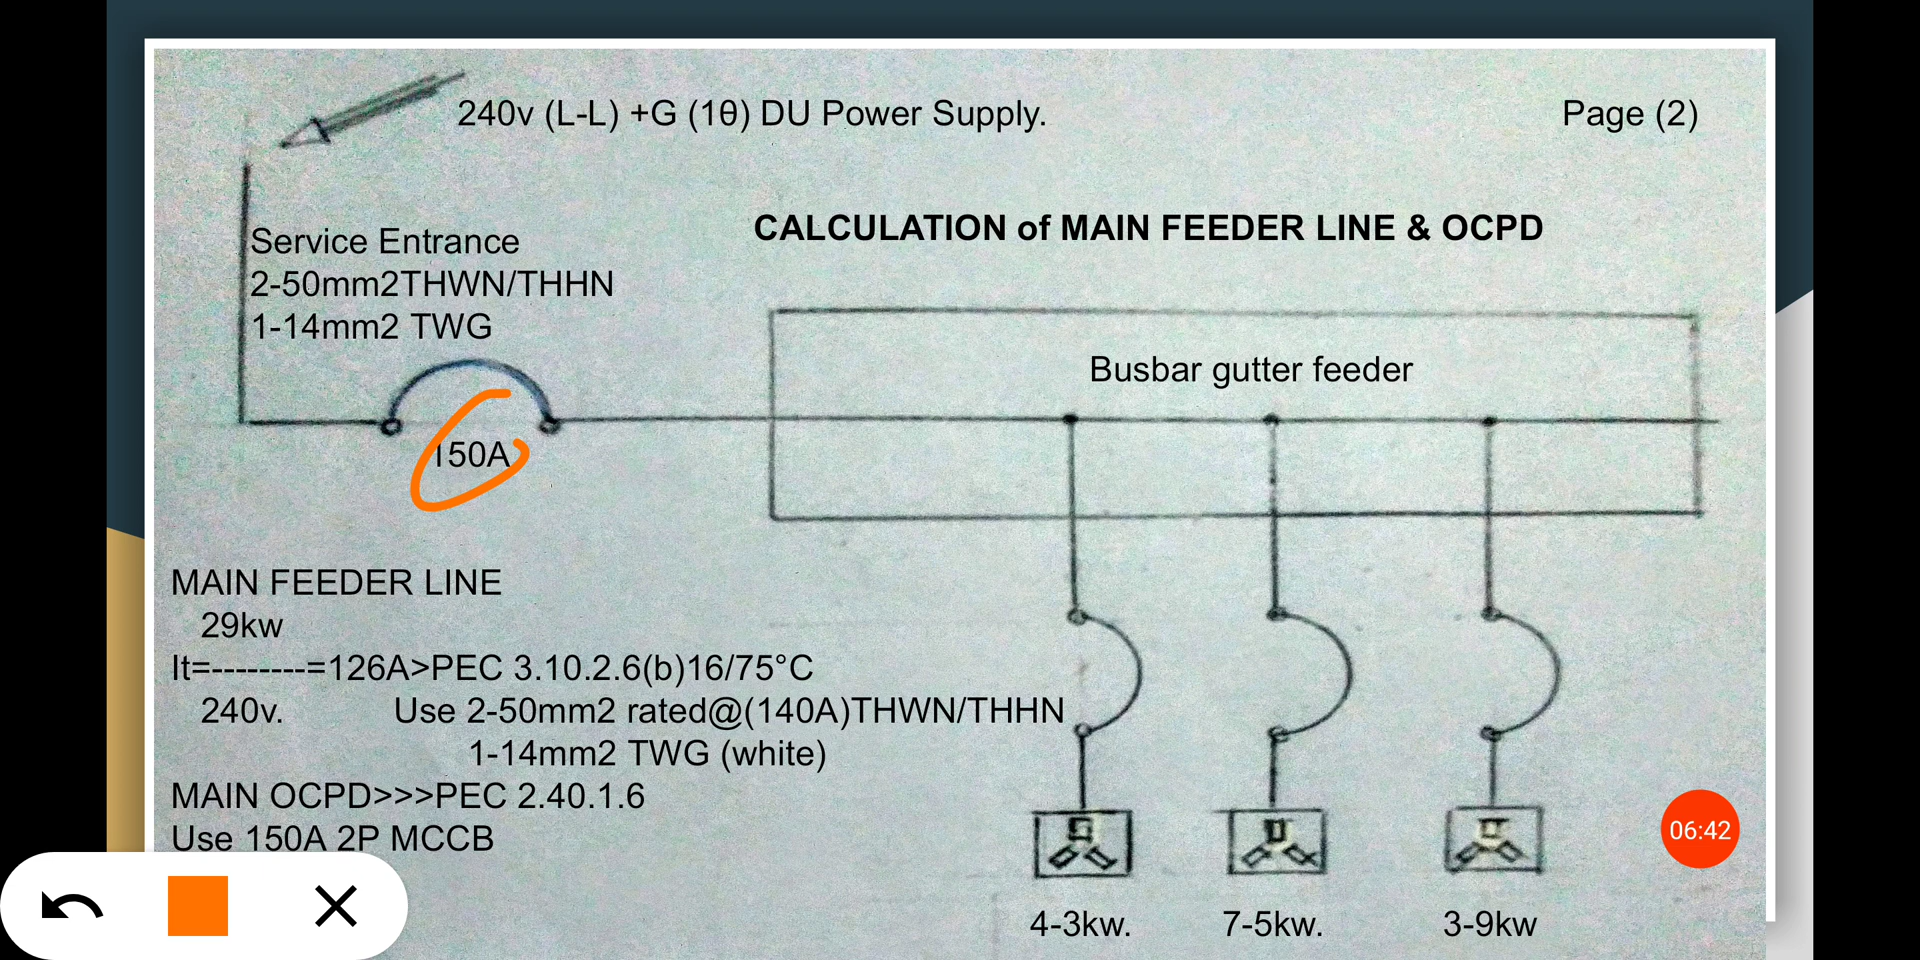 240v (L-L) +G (1θ) DU Power Supply.
Page (2)
CALCULATION of MAIN FEEDER LINE & OCPD
Service Entrance
2-50mm2THWN/THHN
1-14mm2 TWG
Busbar gutter feeder
150A
MAIN FEEDER LINE
29kw
It=--------=126A>PEC 3.10.2.6(b)16/75°C
240v. Use 2-50mm2 rated@(140A)THWN/THHN
1-14mm2 TWG (white)
MAIN OCPD>>>PEC 2.40.1.6
Use 150A 2P MCCB
06:42
4-3kw. 7-5kw. 3-9kw